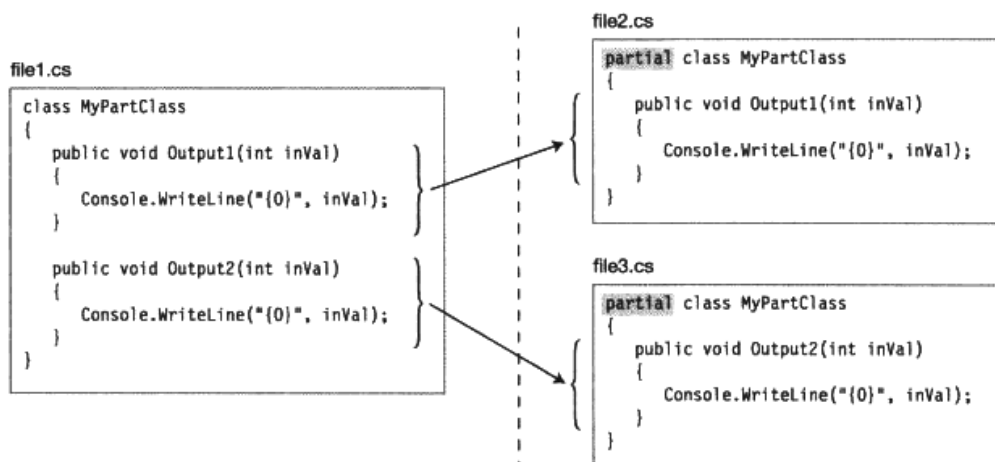 file1.cs
class MyPartClass
{
public void Output1(int inVal)
{
Console.WriteLine("{0}", inVal);
}
public void Output2(int inVal)
{
Console.WriteLine("{0}", inVal);
}
}
file2.cs
partial class MyPartClass
{
public void Output1(int inVal)
{
Console.WriteLine("{0}", inVal);
}
}
file3.cs
partial class MyPartClass
{
public void Output2(int inVal)
{
Console.WriteLine("{0}", inVal);
}
}